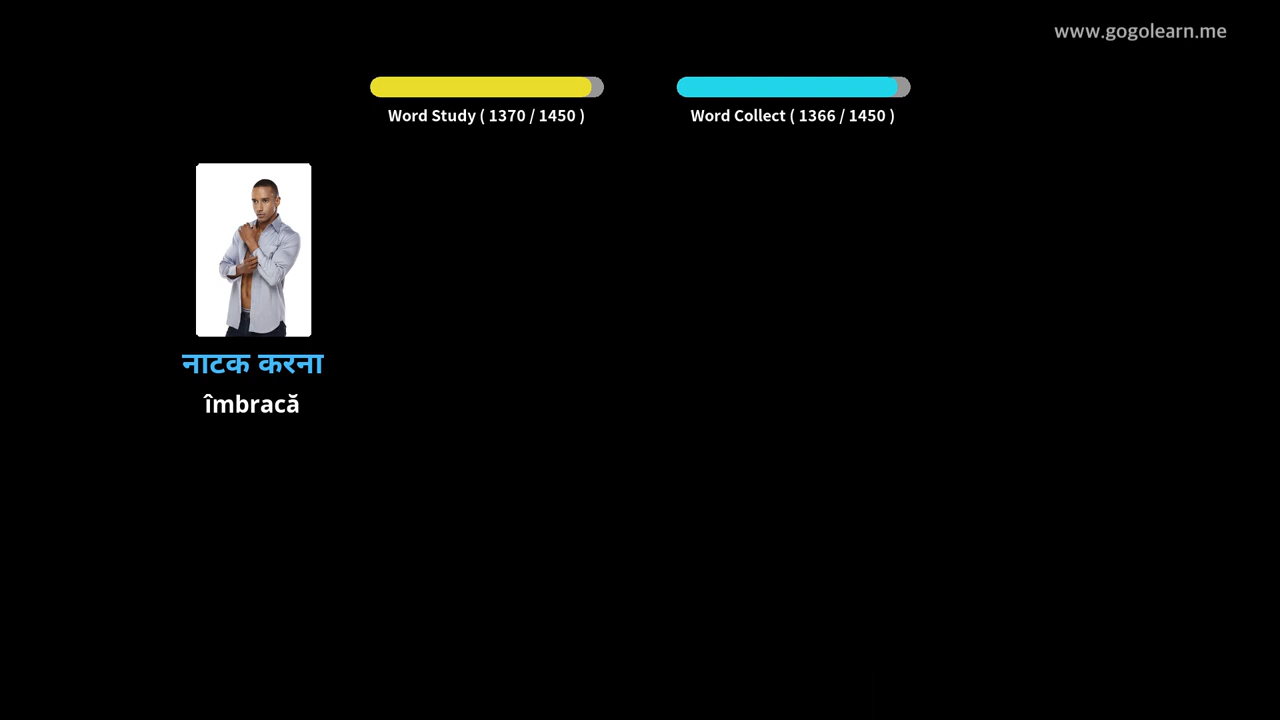 www.gogolearn.me
Word Study ( 1370 / 1450 )
Word Collect ( 1366 / 1450 )
नाटक करना
îmbracă